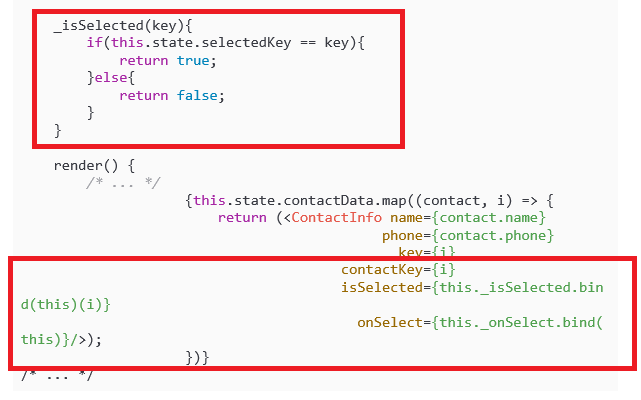 _isSelected(key){
if(this.state.selectedKey == key){
return true;
}else{
return false;
}
}
render() {
/* ... */
{this.state.contactData.map((contact, i) => {
return (<ContactInfo name={contact.name}
phone={contact.phone}
key={i}
contactKey={i}
isSelected={this._isSelected.bin
d(this)(i)}
onSelect={this._onSelect.bind(
this)}/>);
})}
/* ... */